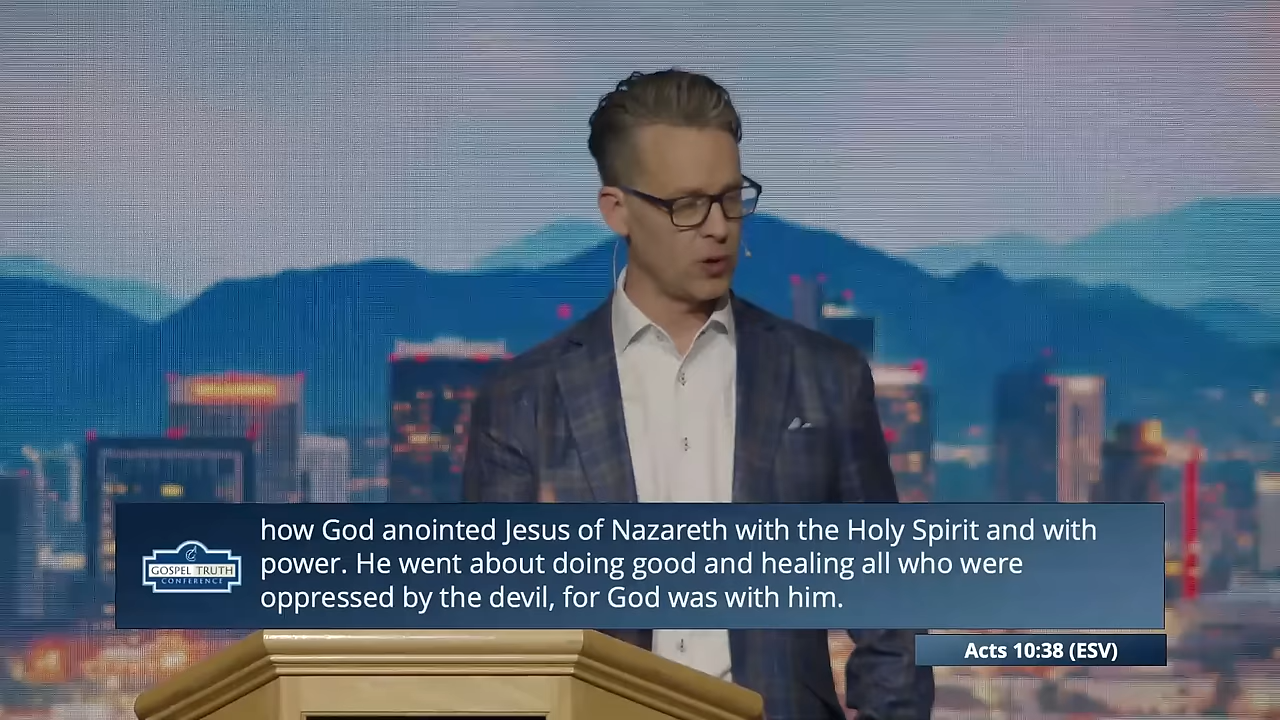 how God anointed Jesus of Nazareth with the Holy Spirit and with
power. He went about doing good and healing all who were
oppressed by the devil, for God was with him.
GOSPEL TRUTH
CONFERENCE
Acts 10:38 (ESV)